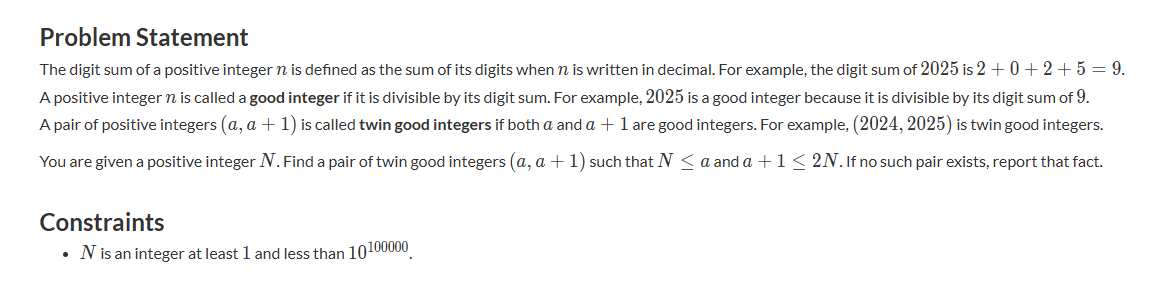 Problem Statement
The digit sum of a positive integer n is defined as the sum of its digits when n is written in decimal. For example, the digit sum of 2025 is 2 + 0 + 2 + 5 = 9.
A positive integer n is called a good integer if it is divisible by its digit sum. For example, 2025 is a good integer because it is divisible by its digit sum of 9.
A pair of positive integers (a, a + 1) is called twin good integers if both a and a + 1 are good integers. For example, (2024, 2025) is twin good integers.
You are given a positive integer N. Find a pair of twin good integers (a, a + 1) such that N ≤ a and a + 1 ≤ 2N. If no such pair exists, report that fact.
Constraints
• N is an integer at least 1 and less than 10^100000.